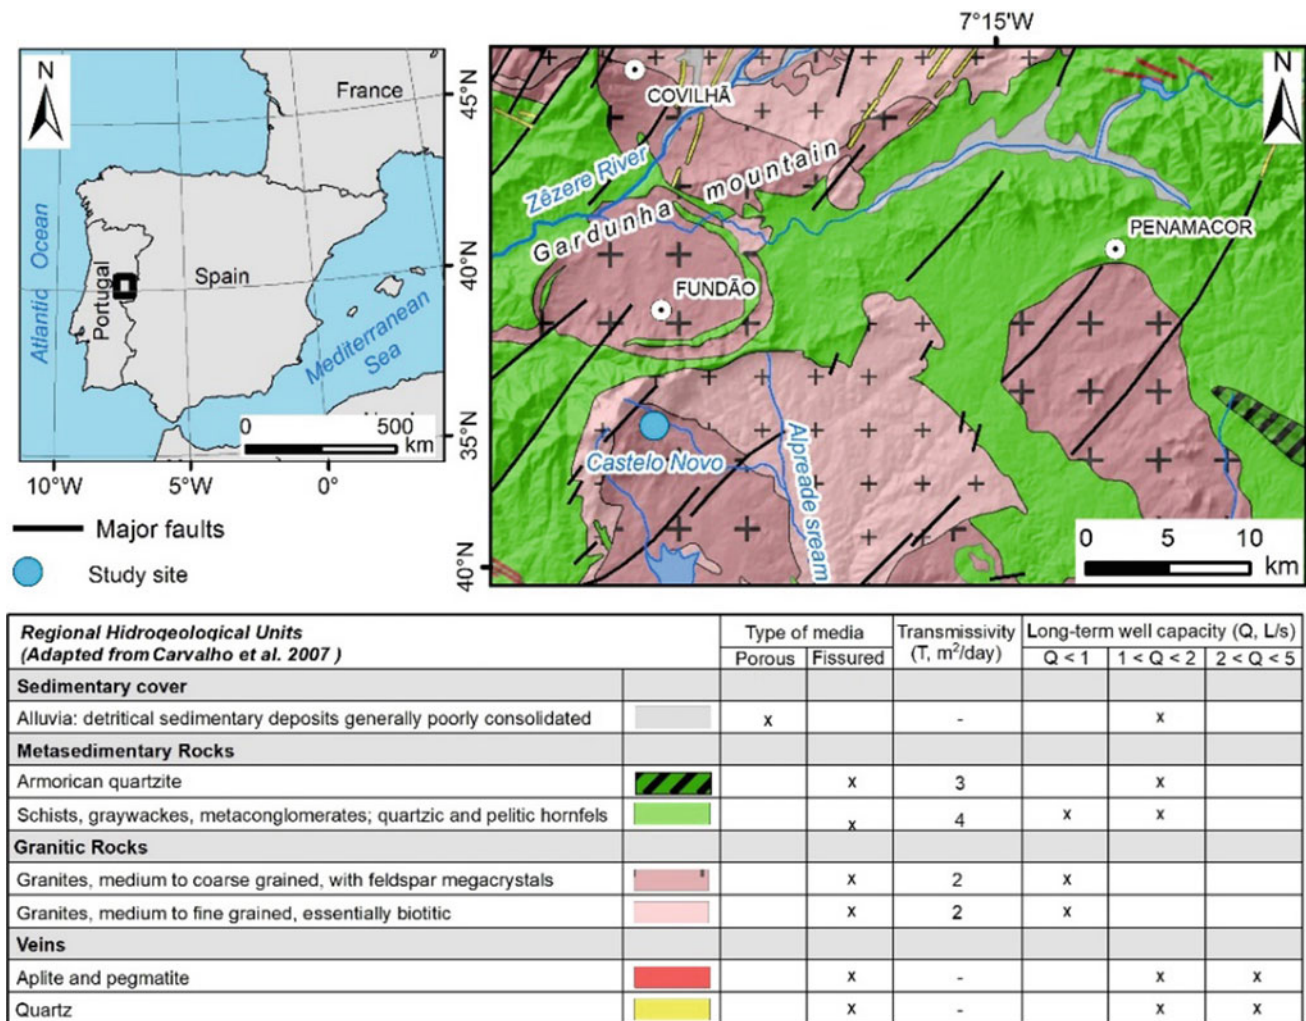 7°15'W
N
France
45°N
Atlantic Ocean
Portugal
Spain
40°N
Mediterranean
Sea
0 500
km
35°N
10°W 5°W 0°
Major faults
Study site
N
COVILHÃ
Zêzere River
Gardunha mountain
PENAMACOR
FUNDÃO
Castelo Novo
Alpreade sream
0 5 10
km
40°N
Regional Hidrogeological Units Type of media Transmissivity Long-term well capacity (Q, L/s)
(Adapted from Carvalho et al. 2007 ) Porous Fissured (T, m²/day) Q < 1 1 < Q < 2 2 < Q < 5
Sedimentary cover
Alluvia: detritical sedimentary deposits generally poorly consolidated x - x
Metasedimentary Rocks
Armorican quartzite x 3 x
Schists, graywackes, metaconglomerates; quartzic and pelitic hornfels x 4 x x
Granitic Rocks
Granites, medium to coarse grained, with feldspar megacrystals x 2 x
Granites, medium to fine grained, essentially biotitic x 2 x
Veins
Aplite and pegmatite x - x x
Quartz x - x x